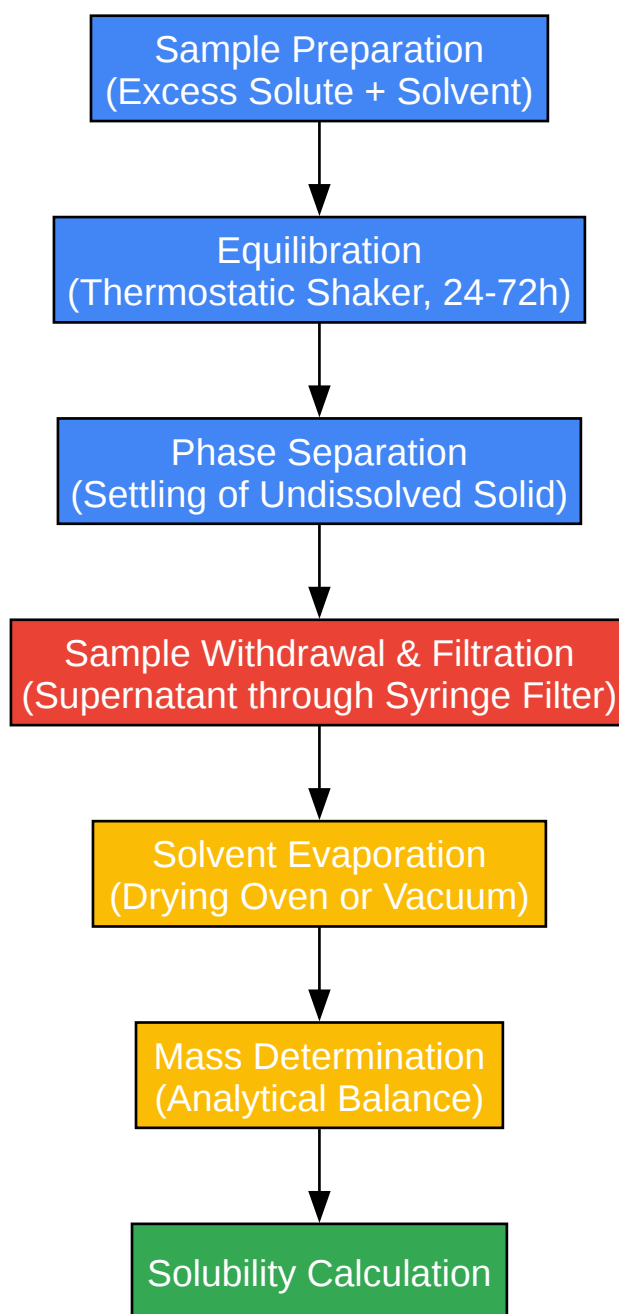 Sample Preparation
(Excess Solute + Solvent)
Equilibration
(Thermostatic Shaker, 24-72h)
Phase Separation
(Settling of Undissolved Solid)
Sample Withdrawal & Filtration
(Supernatant through Syringe Filter)
Solvent Evaporation
(Drying Oven or Vacuum)
Mass Determination
(Analytical Balance)
Solubility Calculation